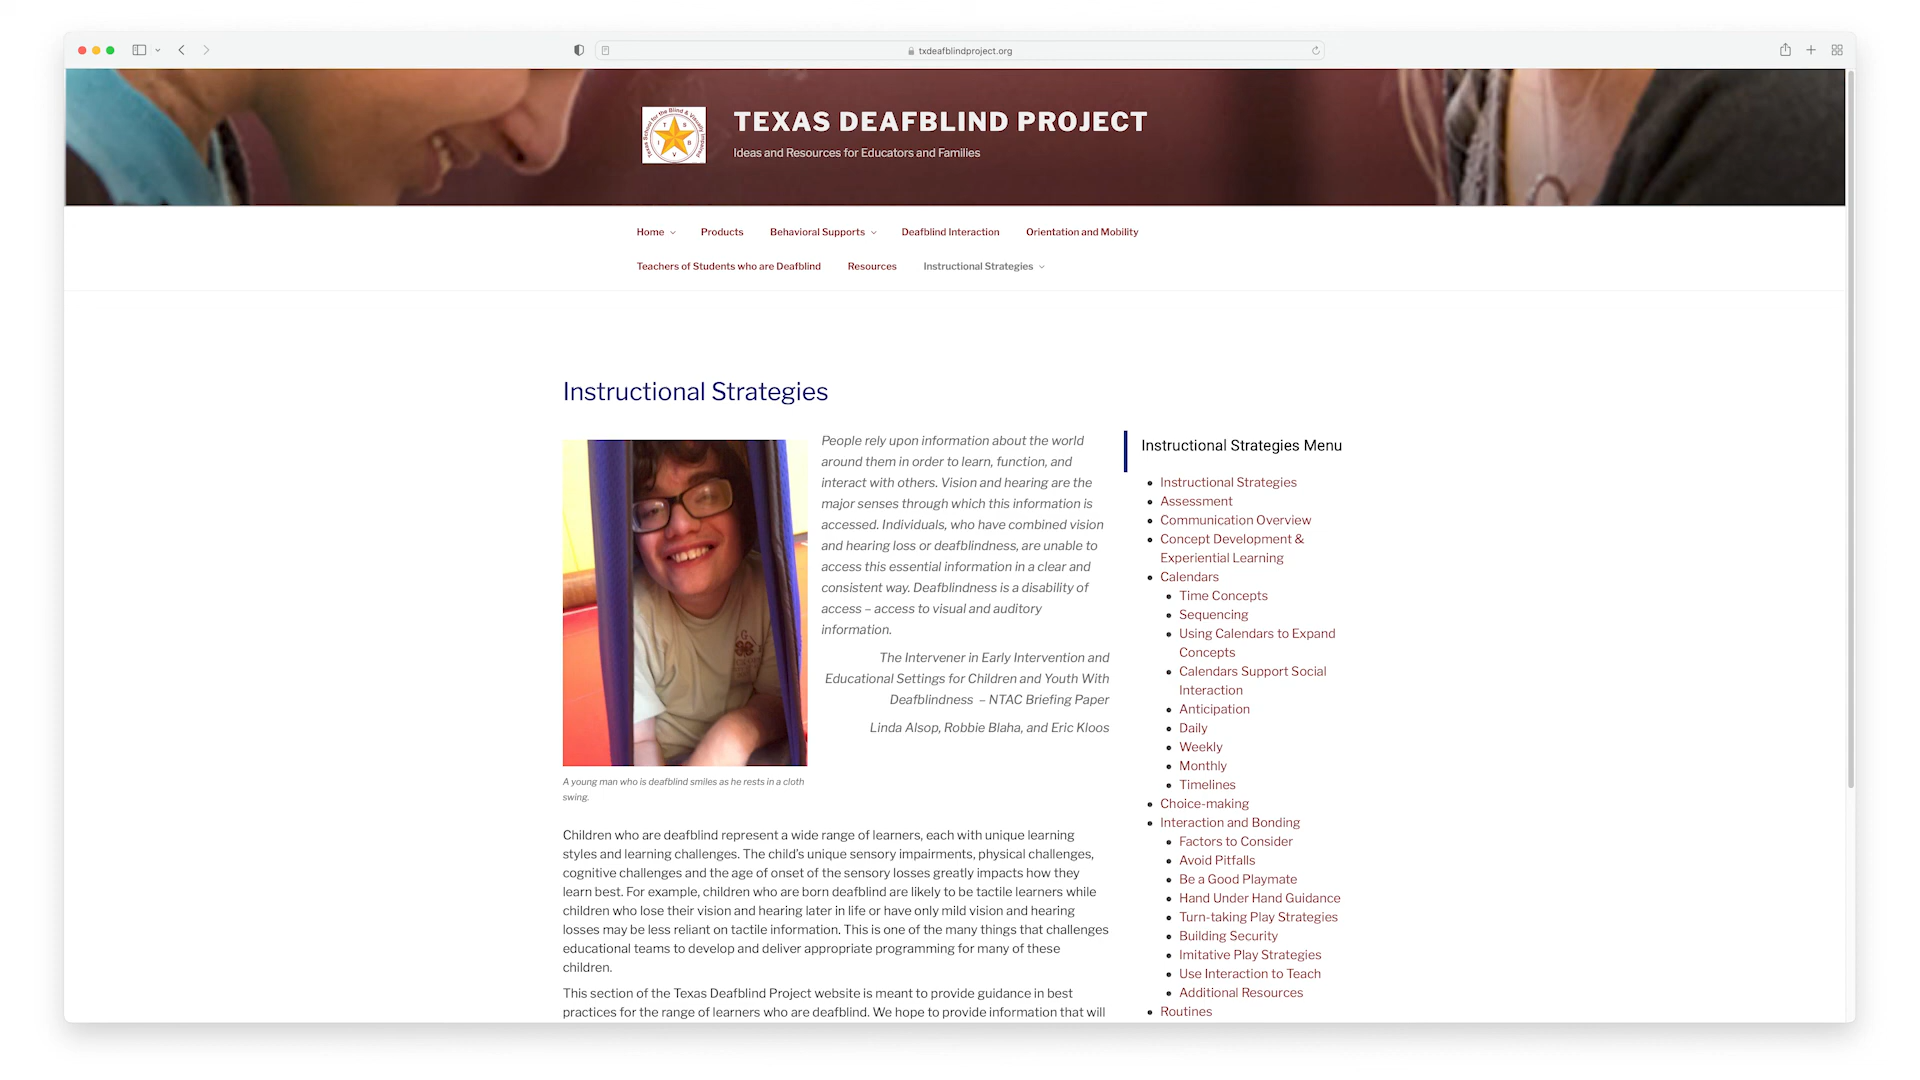 txdeafblindproject.org
Texas School for the Blind & Visually Impaired
T S B V I
TEXAS DEAFBLIND PROJECT
Ideas and Resources for Educators and Families
Home
Products
Behavioral Supports
Deafblind Interaction
Orientation and Mobility
Teachers of Students who are Deafblind
Resources
Instructional Strategies
Instructional Strategies
People rely upon information about the world
around them in order to learn, function, and
interact with others. Vision and hearing are the
major senses through which this information is
accessed. Individuals, who have combined vision
and hearing loss or deafblindness, are unable to
access this essential information in a clear and
consistent way. Deafblindness is a disability of
access – access to visual and auditory
information.
The Intervener in Early Intervention and
Educational Settings for Children and Youth With
Deafblindness – NTAC Briefing Paper
Linda Alsop, Robbie Blaha, and Eric Kloos
A young man who is deafblind smiles as he rests in a cloth
swing.
Children who are deafblind represent a wide range of learners, each with unique learning
styles and learning challenges. The child's unique sensory impairments, physical challenges,
cognitive challenges and the age of onset of the sensory losses greatly impacts how they
learn best. For example, children who are born deafblind are likely to be tactile learners while
children who lose their vision and hearing later in life or have only mild vision and hearing
losses may be less reliant on tactile information. This is one of the many things that challenges
educational teams to develop and deliver appropriate programming for many of these
children.
This section of the Texas Deafblind Project website is meant to provide guidance in best
practices for the range of learners who are deafblind. We hope to provide information that will
Instructional Strategies Menu
Instructional Strategies
Assessment
Communication Overview
Concept Development &
Experiential Learning
Calendars
Time Concepts
Sequencing
Using Calendars to Expand
Concepts
Calendars Support Social
Interaction
Anticipation
Daily
Weekly
Monthly
Timelines
Choice-making
Interaction and Bonding
Factors to Consider
Avoid Pitfalls
Be a Good Playmate
Hand Under Hand Guidance
Turn-taking Play Strategies
Building Security
Imitative Play Strategies
Use Interaction to Teach
Additional Resources
Routines